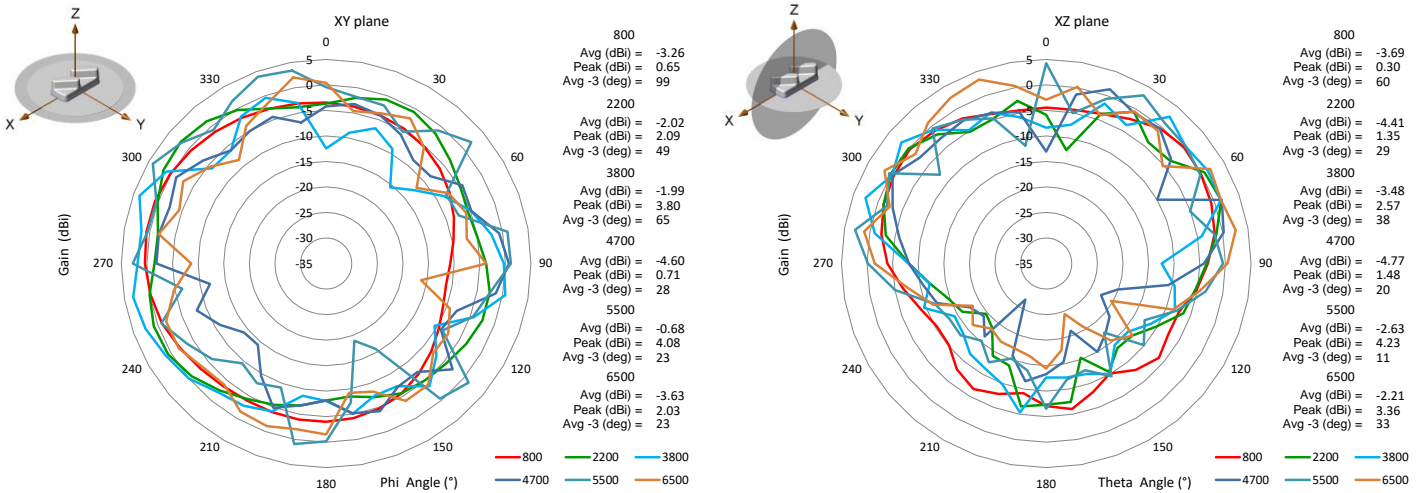 XY plane
Z
X
Y
0
30
60
90
120
150
180
210
240
270
300
330
5
0
-5
-10
-15
-20
-25
-30
-35
Gain (dBi)
Phi Angle (°)
800
Avg (dBi) = -3.26
Peak (dBi) = 0.65
Avg -3 (deg) = 99
2200
Avg (dBi) = -2.02
Peak (dBi) = 2.09
Avg -3 (deg) = 49
3800
Avg (dBi) = -1.99
Peak (dBi) = 3.80
Avg -3 (deg) = 65
4700
Avg (dBi) = -4.60
Peak (dBi) = 0.71
Avg -3 (deg) = 28
5500
Avg (dBi) = -0.68
Peak (dBi) = 4.08
Avg -3 (deg) = 23
6500
Avg (dBi) = -3.63
Peak (dBi) = 2.03
Avg -3 (deg) = 23
800 2200 3800
4700 5500 6500
XZ plane
Z
X
Y
0
30
60
90
120
150
180
210
240
270
300
330
5
0
-5
-10
-15
-20
-25
-30
-35
Gain (dBi)
Theta Angle (°)
800
Avg (dBi) = -3.69
Peak (dBi) = 0.30
Avg -3 (deg) = 60
2200
Avg (dBi) = -4.41
Peak (dBi) = 1.35
Avg -3 (deg) = 29
3800
Avg (dBi) = -3.48
Peak (dBi) = 2.57
Avg -3 (deg) = 38
4700
Avg (dBi) = -4.77
Peak (dBi) = 1.48
Avg -3 (deg) = 20
5500
Avg (dBi) = -2.63
Peak (dBi) = 4.23
Avg -3 (deg) = 11
6500
Avg (dBi) = -2.21
Peak (dBi) = 3.36
Avg -3 (deg) = 33
800 2200 3800
4700 5500 6500